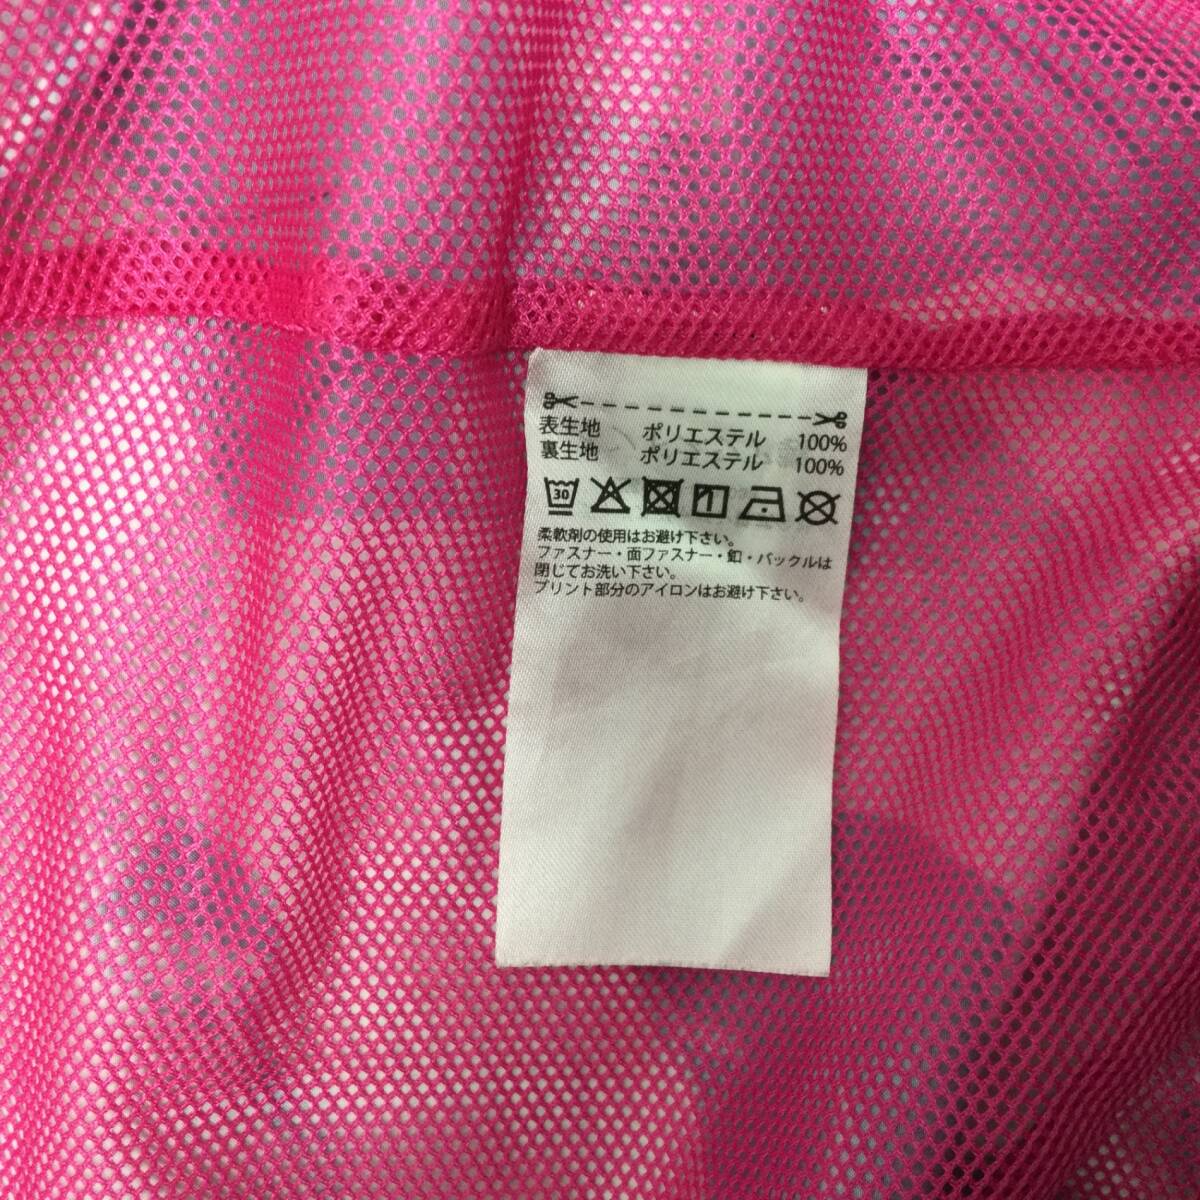 表生地 ポリエステル 100%
裏生地 ポリエステル 100%
30
柔軟剤の使用はお避け下さい。
ファスナー・面ファスナー・釦・バックルは
閉じてお洗い下さい。
プリント部分のアイロンはお避け下さい。